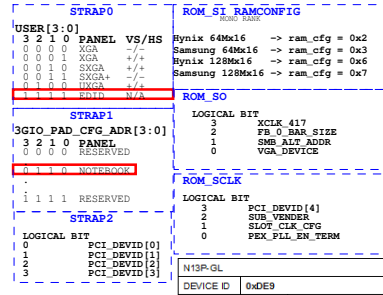 STRAP0
USER[3:0]
3 2 1 0 PANEL VS/HS
0 0 0 0 XGA -/-
0 0 0 1 XGA +/+
0 0 1 0 SXGA +/+
0 0 1 1 SXGA+ -/-
0 1 0 0 UXGA +/+
1 1 1 1 EDID N/A
STRAP1
3GIO_PAD_CFG_ADR[3:0]
3 2 1 0 PANEL
0 0 0 0 RESERVED
.
0 1 1 0 NOTEBOOK
.
.
1 1 1 1 RESERVED
STRAP2
LOGICAL BIT
0 PCI_DEVID[0]
1 PCI_DEVID[1]
2 PCI_DEVID[2]
3 PCI_DEVID[3]
ROM_SI RAMCONFIG
MONO RANK
Hynix 64Mx16 -> ram_cfg = 0x2
Samsung 64Mx16 -> ram_cfg = 0x3
Hynix 128Mx16 -> ram_cfg = 0x6
Samsung 128Mx16 -> ram_cfg = 0x7
ROM_SO
LOGICAL BIT
3 XCLK_417
2 FB_0_BAR_SIZE
1 SMB_ALT_ADDR
0 VGA_DEVICE
ROM_SCLK
LOGICAL BIT
3 PCI_DEVID[4]
2 SUB_VENDER
1 SLOT_CLK_CFG
0 PEX_PLL_EN_TERM
N13P-GL
DEVICE ID 0xDE9